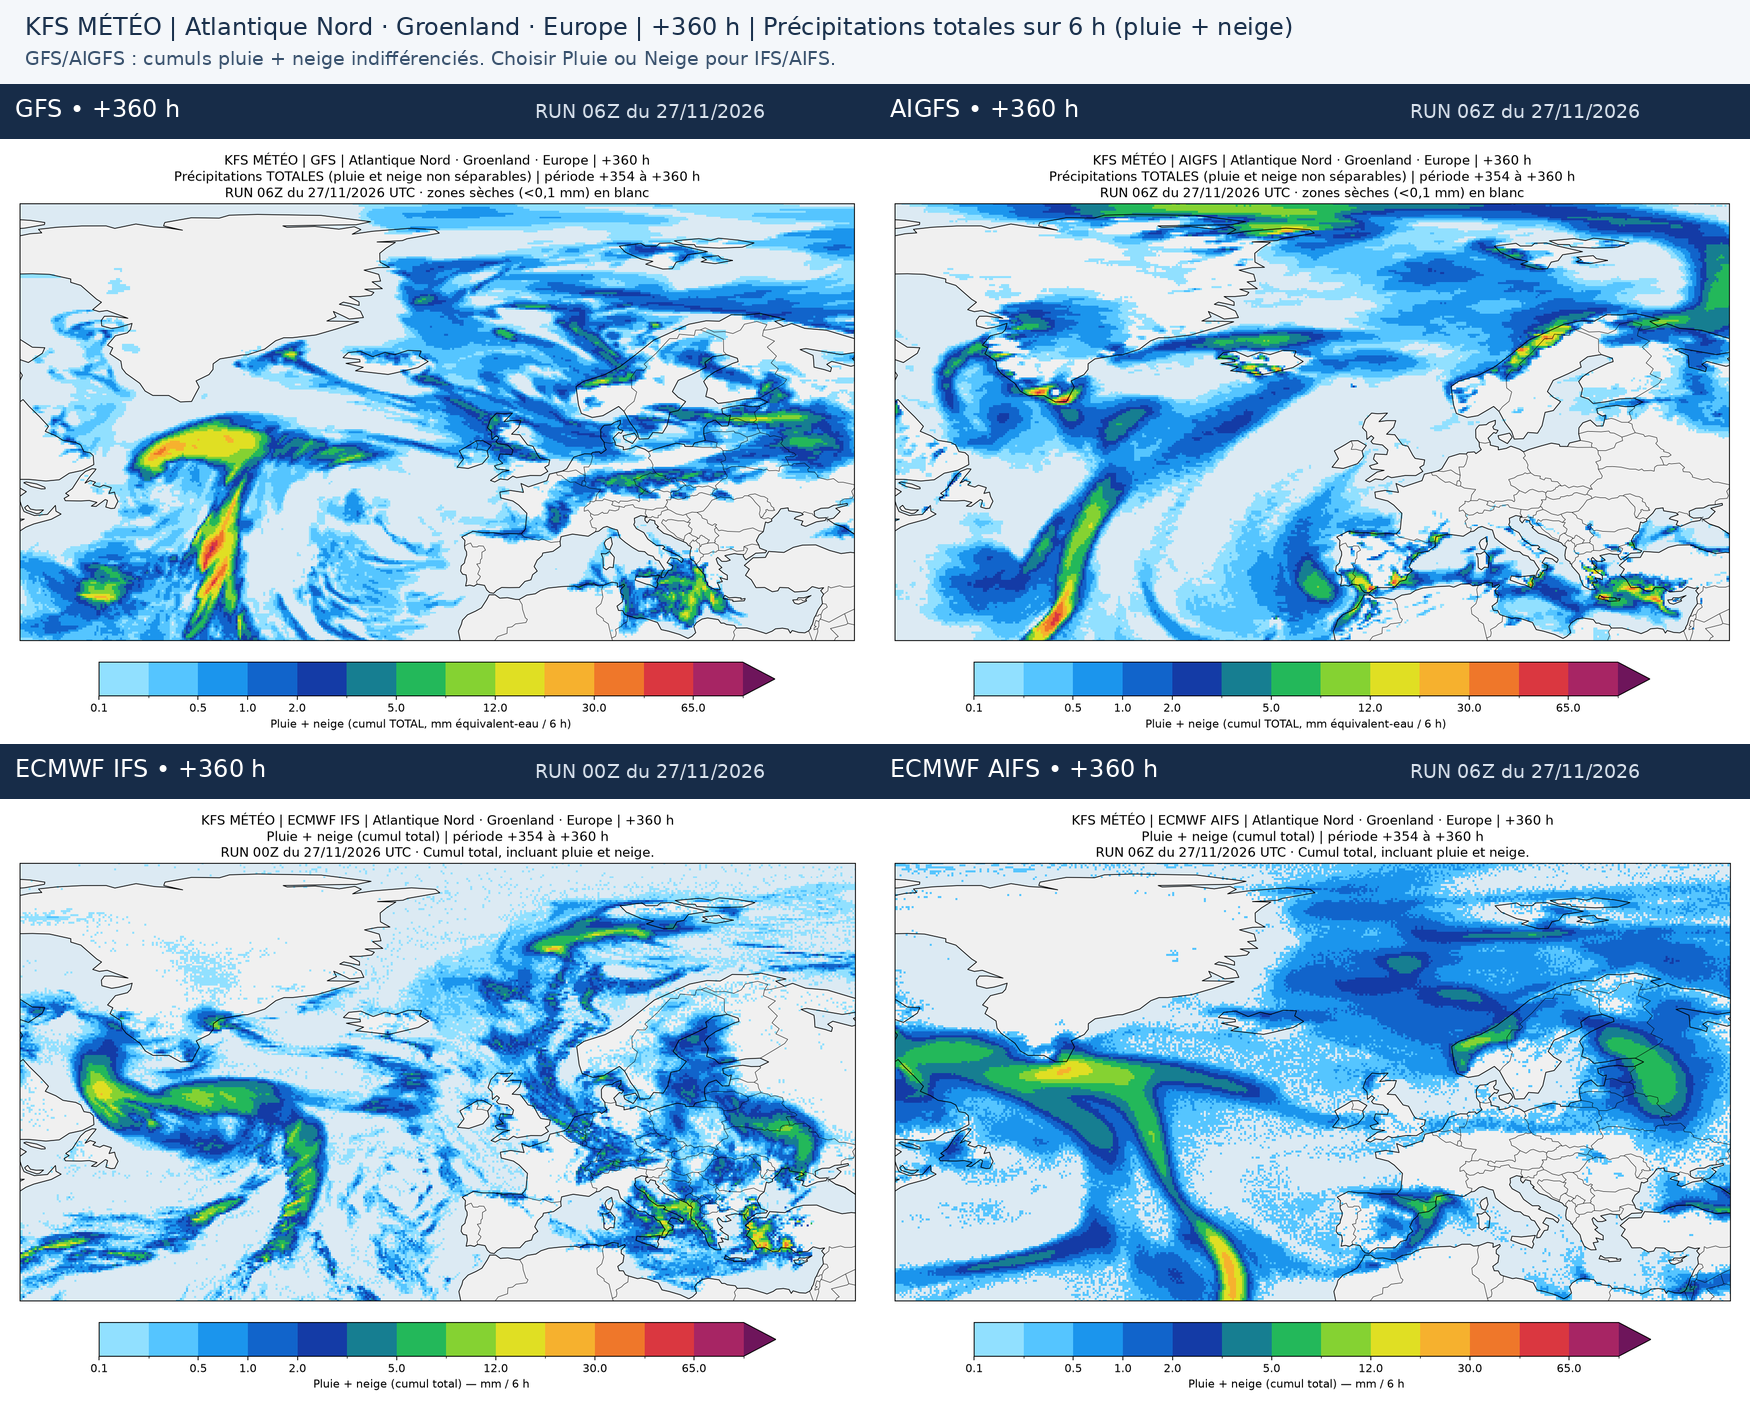 KFS MÉTÉO | Atlantique Nord · Groenland · Europe | +360 h | Précipitations totales sur 6 h (pluie + neige)
GFS/AIGFS : cumuls pluie + neige indifférenciés. Choisir Pluie ou Neige pour IFS/AIFS.
GFS • +360 h
RUN 06Z du 27/11/2026
AIGFS • +360 h
RUN 06Z du 27/11/2026
KFS MÉTÉO | GFS | Atlantique Nord · Groenland · Europe | +360 h
Précipitations TOTALES (pluie et neige non séparables) | période +354 à +360 h
RUN 06Z du 27/11/2026 UTC · zones sèches (<0,1 mm) en blanc
KFS MÉTÉO | AIGFS | Atlantique Nord · Groenland · Europe | +360 h
Précipitations TOTALES (pluie et neige non séparables) | période +354 à +360 h
RUN 06Z du 27/11/2026 UTC · zones sèches (<0,1 mm) en blanc
0.1 0.5 1.0 2.0 5.0 12.0 30.0 65.0
Pluie + neige (cumul TOTAL, mm équivalent-eau / 6 h)
0.1 0.5 1.0 2.0 5.0 12.0 30.0 65.0
Pluie + neige (cumul TOTAL, mm équivalent-eau / 6 h)
ECMWF IFS • +360 h
RUN 00Z du 27/11/2026
ECMWF AIFS • +360 h
RUN 06Z du 27/11/2026
KFS MÉTÉO | ECMWF IFS | Atlantique Nord · Groenland · Europe | +360 h
Pluie + neige (cumul total) | période +354 à +360 h
RUN 00Z du 27/11/2026 UTC · Cumul total, incluant pluie et neige.
KFS MÉTÉO | ECMWF AIFS | Atlantique Nord · Groenland · Europe | +360 h
Pluie + neige (cumul total) | période +354 à +360 h
RUN 06Z du 27/11/2026 UTC · Cumul total, incluant pluie et neige.
0.1 0.5 1.0 2.0 5.0 12.0 30.0 65.0
Pluie + neige (cumul total) — mm / 6 h
0.1 0.5 1.0 2.0 5.0 12.0 30.0 65.0
Pluie + neige (cumul total) — mm / 6 h